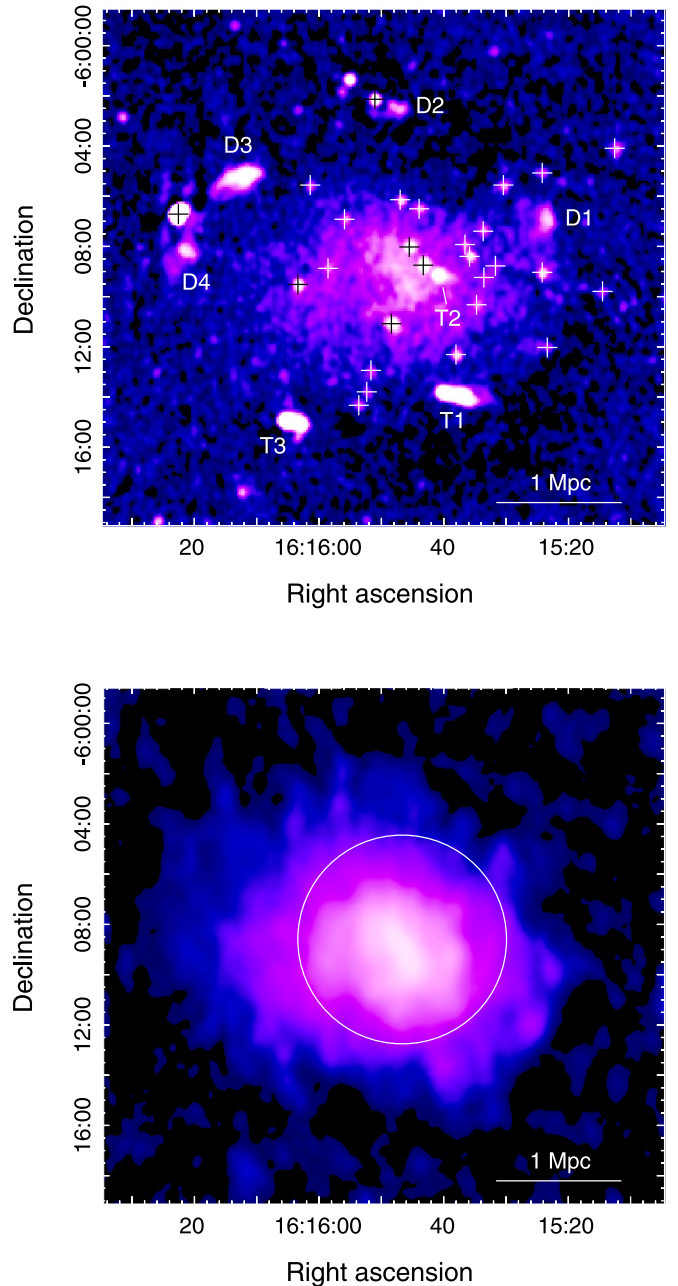 -6:00:00
04:00
08:00
12:00
16:00
Declination
D2
D3
D1
D4
T2
T1
T3
1 Mpc
20
16:16:00
40
15:20
Right ascension
-6:00:00
04:00
08:00
12:00
16:00
Declination
1 Mpc
20
16:16:00
40
15:20
Right ascension